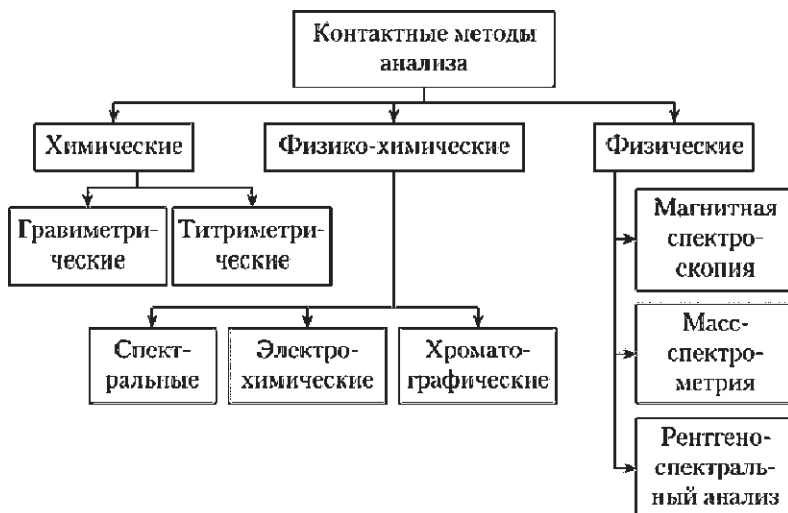 Контактные методы
анализа
Химические
Физико-химические
Физические
Гравиметри-
ческие
Титриметри-
ческие
Спект-
ральные
Электро-
химические
Хромато-
графические
Магнитная
спектро-
скопия
Масс-
спектро-
метрия
Рентгено-
спектраль-
ный анализ